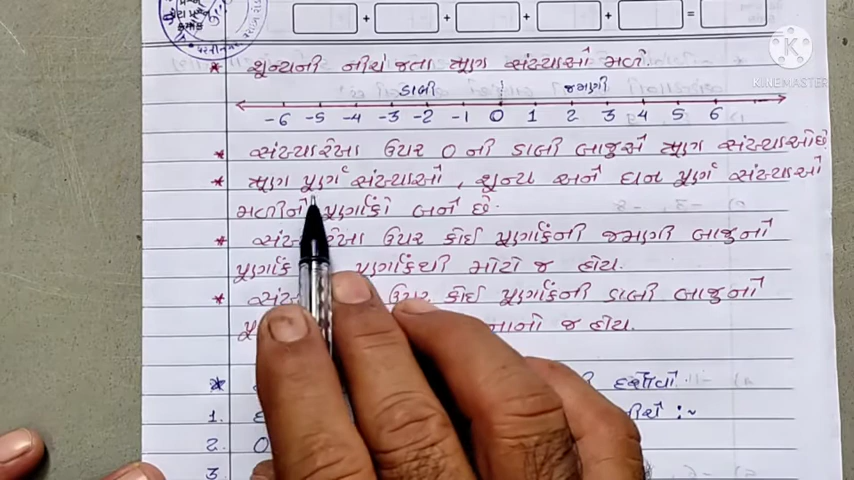 + + + + =
KINEMASTER
* શૂન્યની નીચે જતા ઋણ સંખ્યાઓ મળે.
ડાબી જમણી
-6 -5 -4 -3 -2 -1 0 1 2 3 4 5 6
* સંખ્યારેખા ઉપર 0 ની ડાબી બાજુએ ઋણ સંખ્યાઓ છે
* ઋણ પૂર્ણ સંખ્યાઓ , શૂન્ય અને ધન પૂર્ણ સંખ્યાઓ
મળીને પૂર્ણાંકો બને છે.
* રેખા ઉપર કોઈ પૂર્ણાંકની જમણી બાજુનો
પૂર્ણાંક પૂર્ણાંકથી મોટો જ હોય.
* ઉપર કોઈ પૂર્ણાંકની ડાબી બાજુનો
નાનો જ હોય.
* દર્શાવો
1. નીચે :~
2. 0
3.